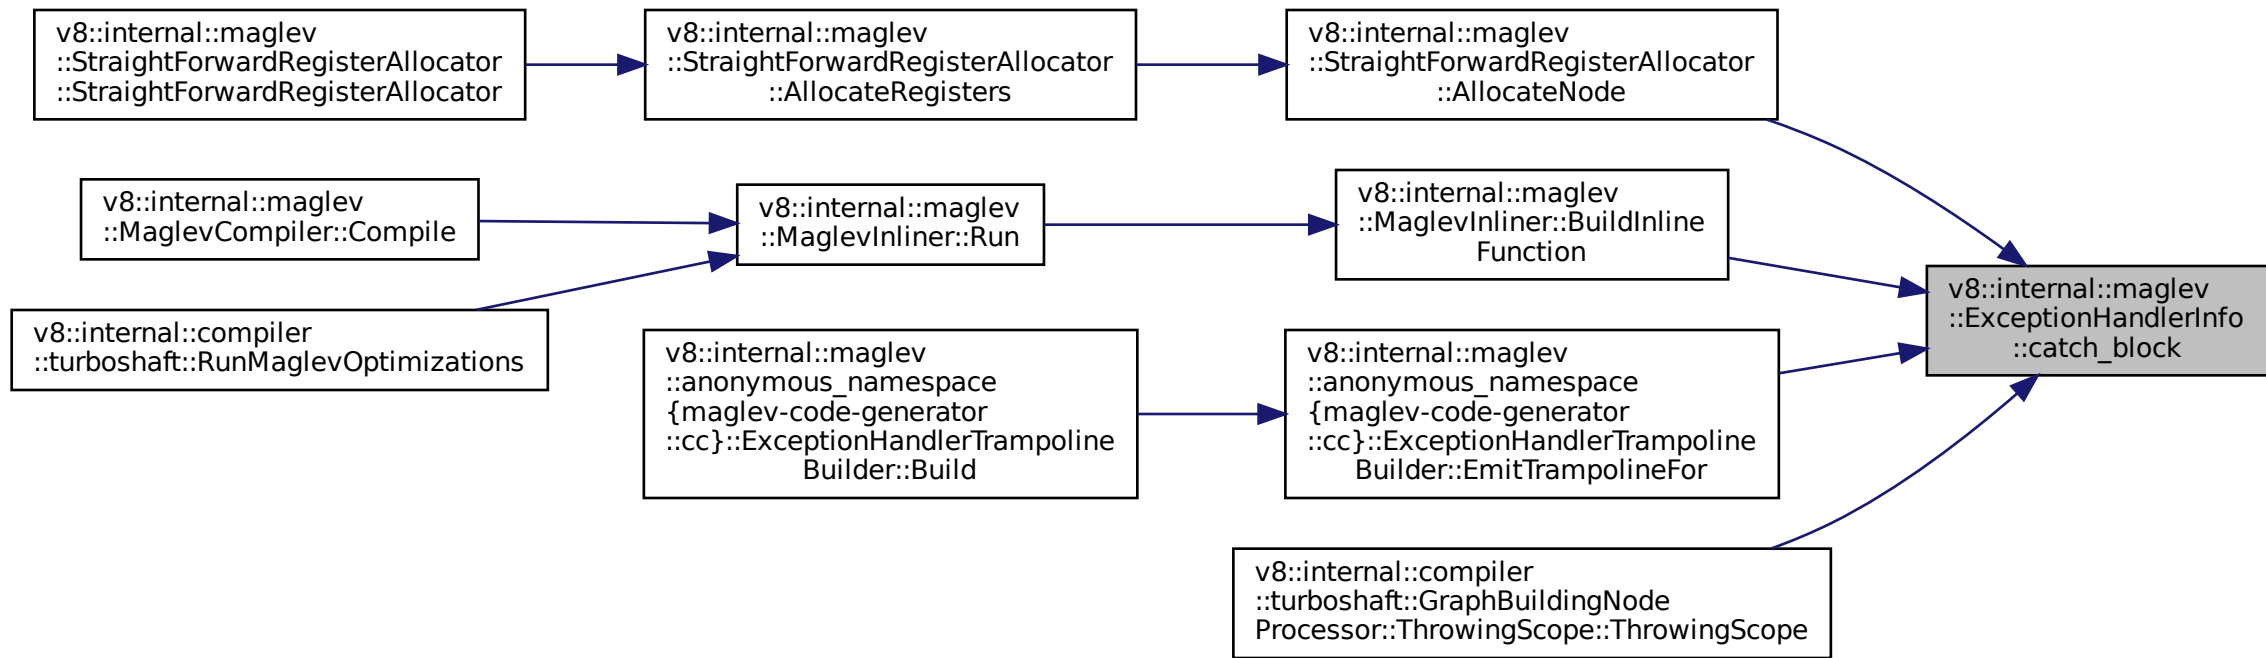 v8::internal::maglev
::StraightForwardRegisterAllocator
::StraightForwardRegisterAllocator
v8::internal::maglev
::StraightForwardRegisterAllocator
::AllocateRegisters
v8::internal::maglev
::StraightForwardRegisterAllocator
::AllocateNode
v8::internal::maglev
::MaglevCompiler::Compile
v8::internal::maglev
::MaglevInliner::Run
v8::internal::maglev
::MaglevInliner::BuildInline
Function
v8::internal::compiler
::turboshaft::RunMaglevOptimizations
v8::internal::maglev
::anonymous_namespace
{maglev-code-generator
::cc}::ExceptionHandlerTrampoline
Builder::Build
v8::internal::maglev
::anonymous_namespace
{maglev-code-generator
::cc}::ExceptionHandlerTrampoline
Builder::EmitTrampolineFor
v8::internal::maglev
::ExceptionHandlerInfo
::catch_block
v8::internal::compiler
::turboshaft::GraphBuildingNode
Processor::ThrowingScope::ThrowingScope